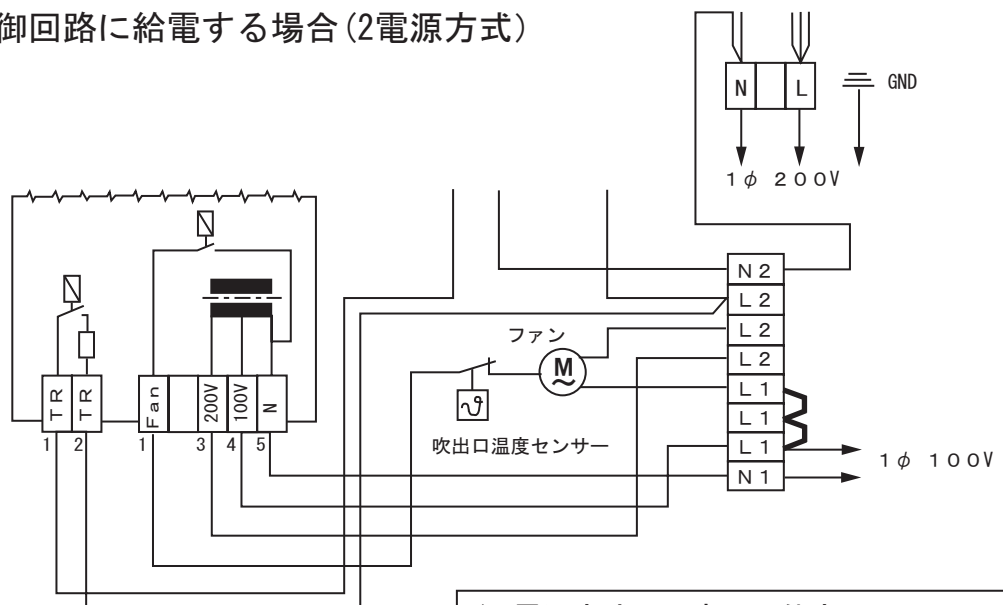 御回路に給電する場合(2電源方式)
N L GND
1φ 200V
N2
L2
L2
L2
L1
L1
L1
N1
1φ 100V
ファン
M
吹出口温度センサー
TR TR Fan 200V 100V N
1 2 1 3 4 5